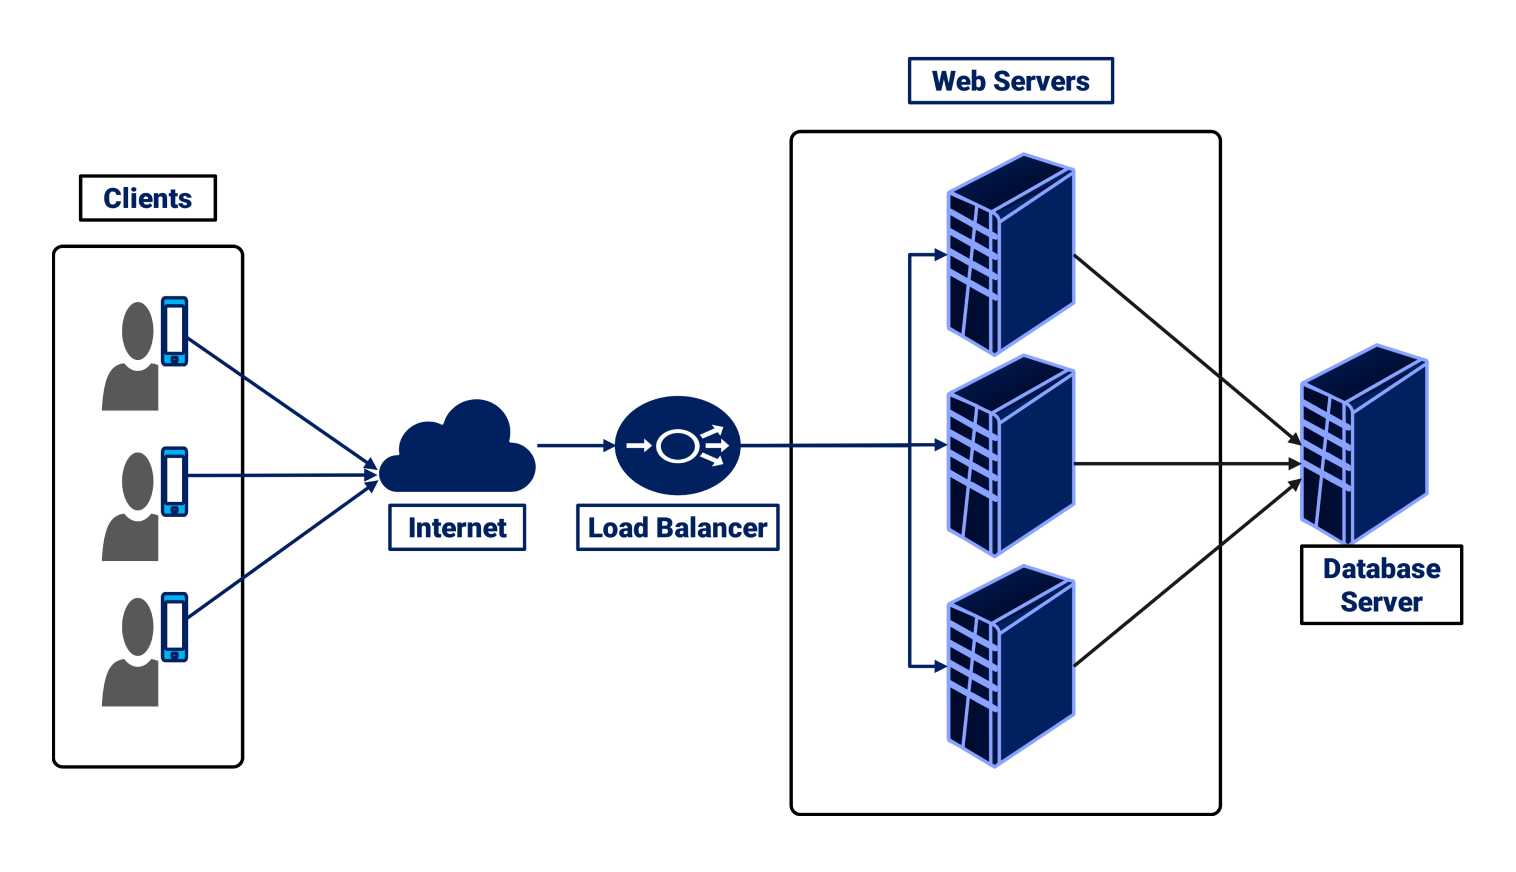 Web Servers
Clients
Internet
Load Balancer
Database
Server